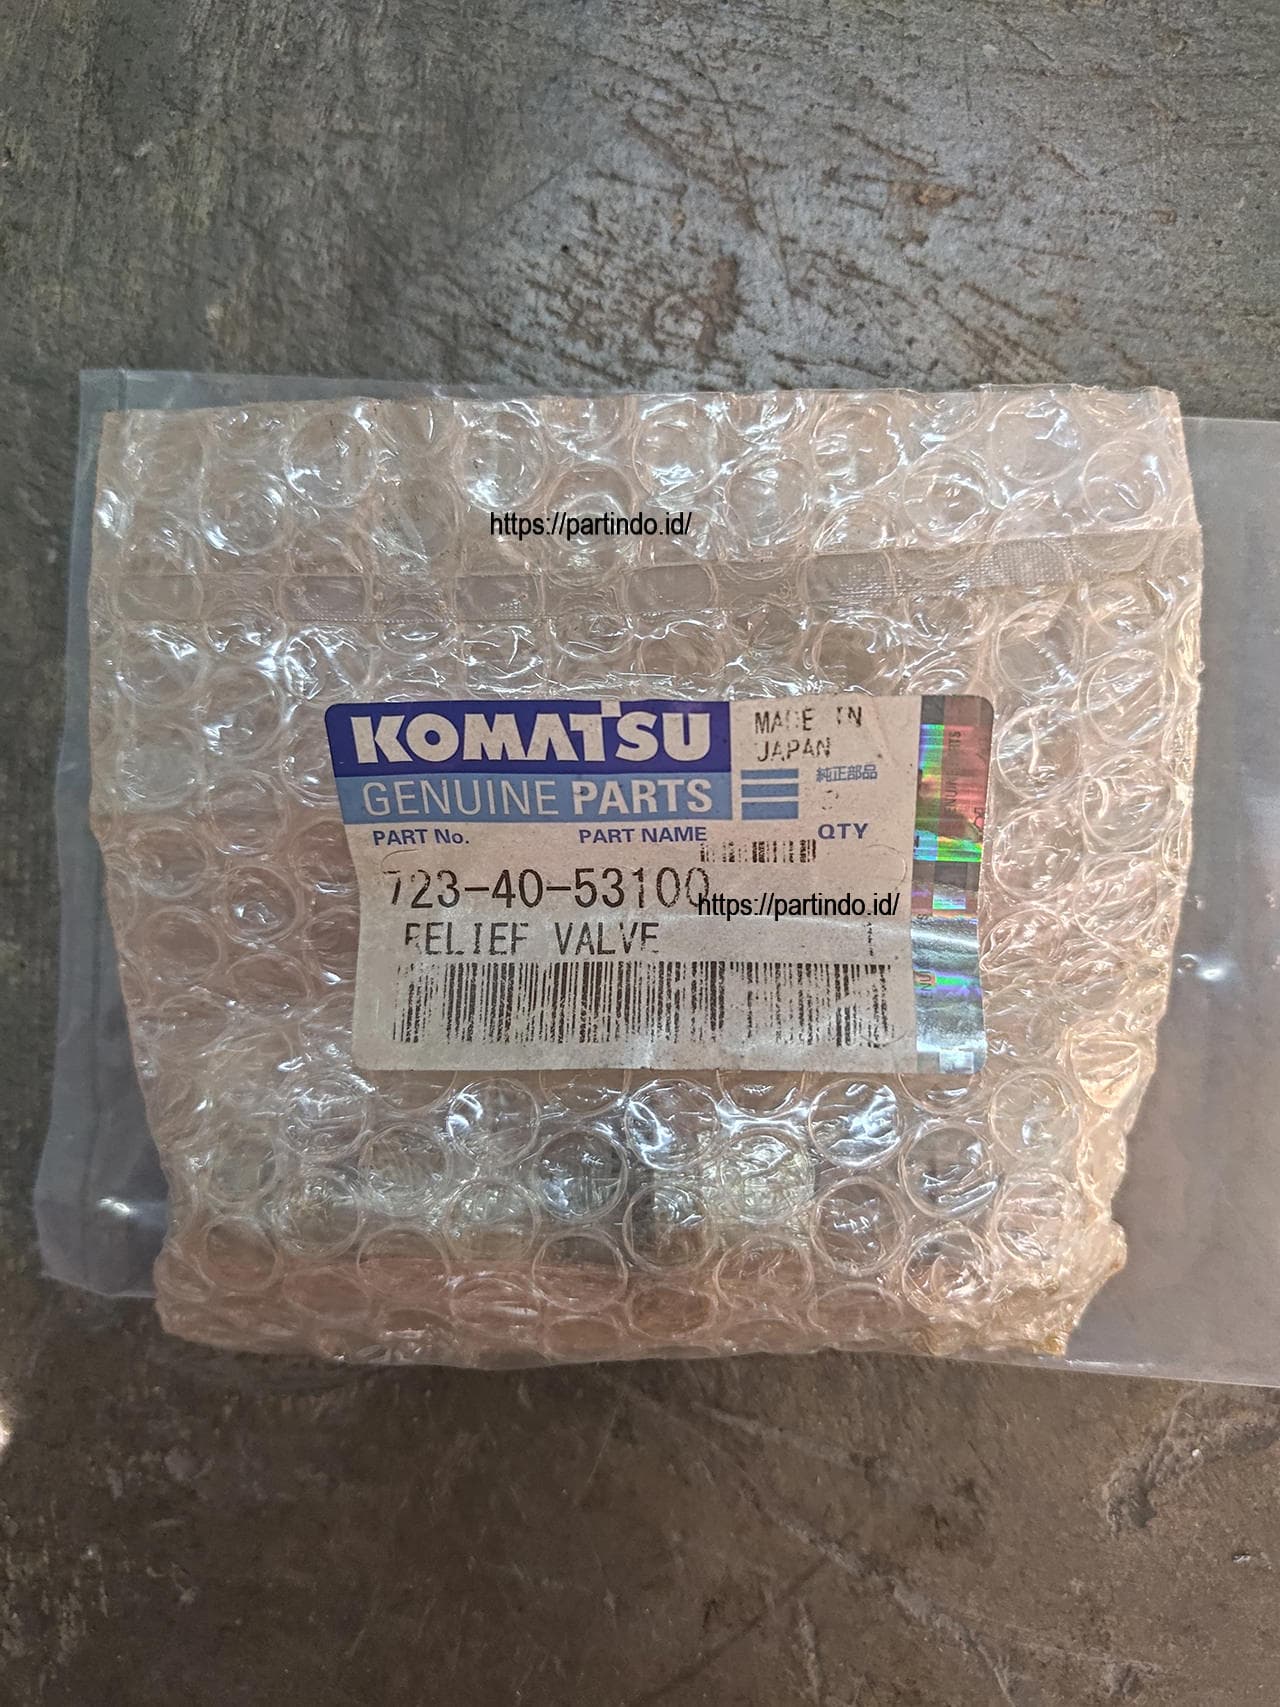 https://partindo.id/
KOMATSU
MADE IN
JAPAN
GENUINE PARTS
純正部品
PART No.
PART NAME
QTY
723-40-53100
https://partindo.id/
RELIEF VALVE
1